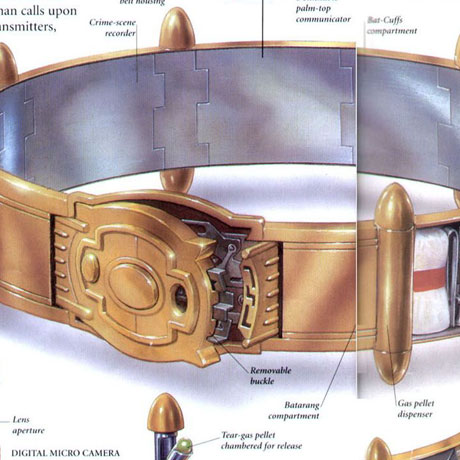 belt housing
man calls upon
nsmitters,
Crime-scene
recorder
palm-top
communicator
Bat-Cuffs
compartment
Removable
buckle
Batarang
compartment
Gas pellet
dispenser
Lens
aperture
Tear-gas pellet
chambered for release
DIGITAL MICRO CAMERA